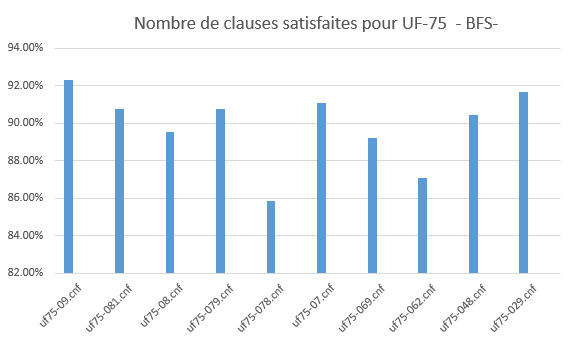 Nombre de clauses satisfaites pour UF-75 - BFS-
94.00%
92.00%
90.00%
88.00%
86.00%
84.00%
82.00%
uf75-09.cnf
uf75-081.cnf
uf75-08.cnf
uf75-079.cnf
uf75-078.cnf
uf75-07.cnf
uf75-069.cnf
uf75-062.cnf
uf75-048.cnf
uf75-029.cnf